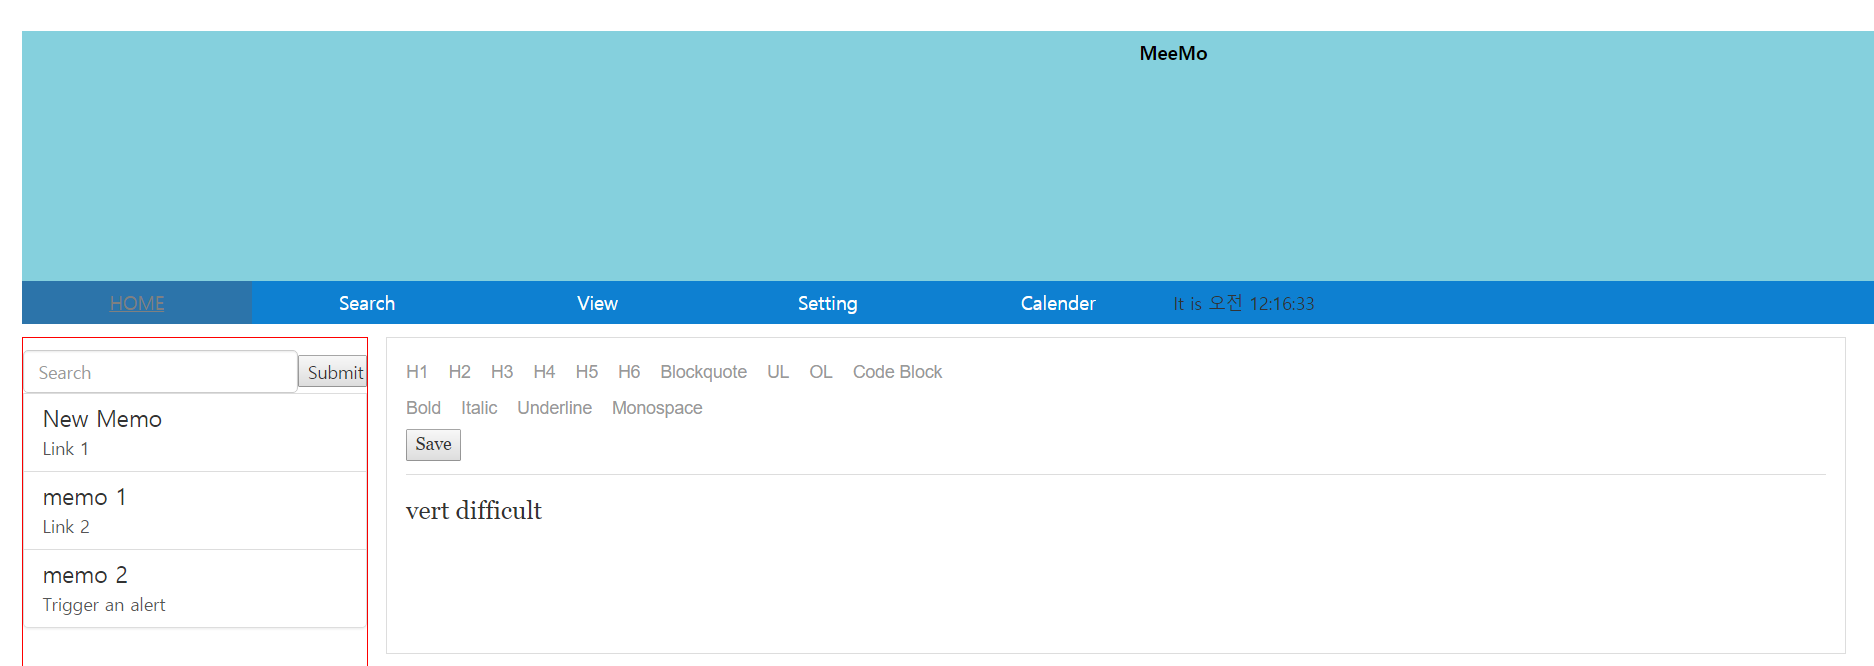 MeeMo
HOME Search View Setting Calender It is 오전 12:16:33
Search Submit
New Memo
Link 1
memo 1
Link 2
memo 2
Trigger an alert
H1 H2 H3 H4 H5 H6 Blockquote UL OL Code Block
Bold Italic Underline Monospace
Save
vert difficult